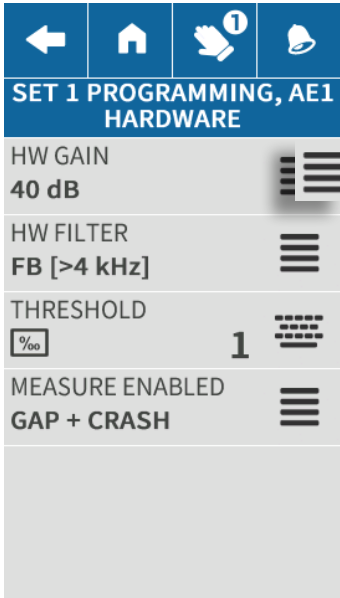 1
SET 1 PROGRAMMING, AE1
HARDWARE
HW GAIN
40 dB
HW FILTER
FB [>4 kHz]
THRESHOLD
‰ 1
MEASURE ENABLED
GAP + CRASH